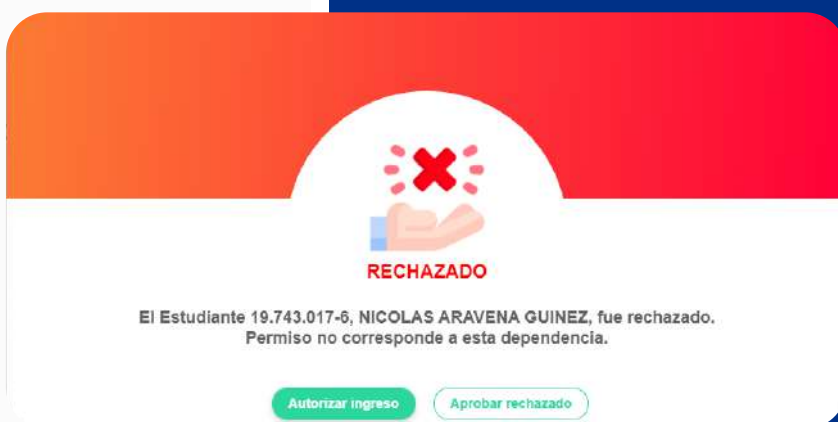 RECHAZADO
El Estudiante 19.743.017-6, NICOLAS ARAVENA GUINEZ, fue rechazado.
Permiso no corresponde a esta dependencia.
Autorizar ingreso
Aprobar rechazado